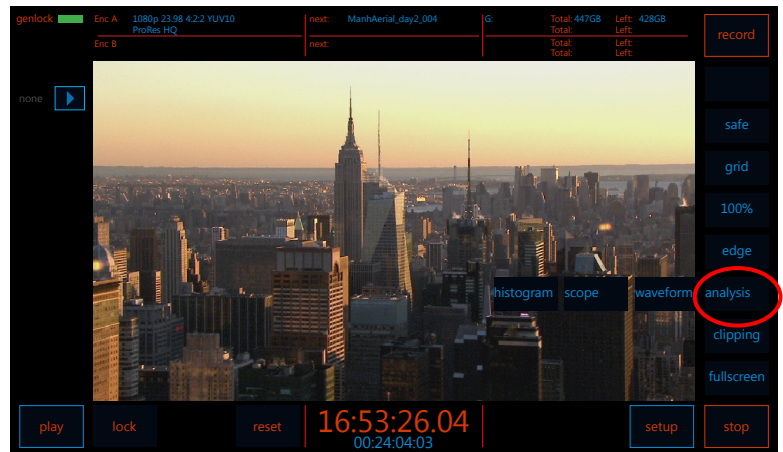 genlock
Enc A 1080p 23.98 4:2:2 YUV10
ProRes HQ
next: ManhAerial_day2_004
G: Total: 447GB Left: 428GB
Total: Left:
record
Enc B
next:
Total: Left:
Total: Left:
none
safe
grid
100%
edge
histogram scope waveform analysis
clipping
fullscreen
play lock reset 16:53:26.04 setup stop
00:24:04:03